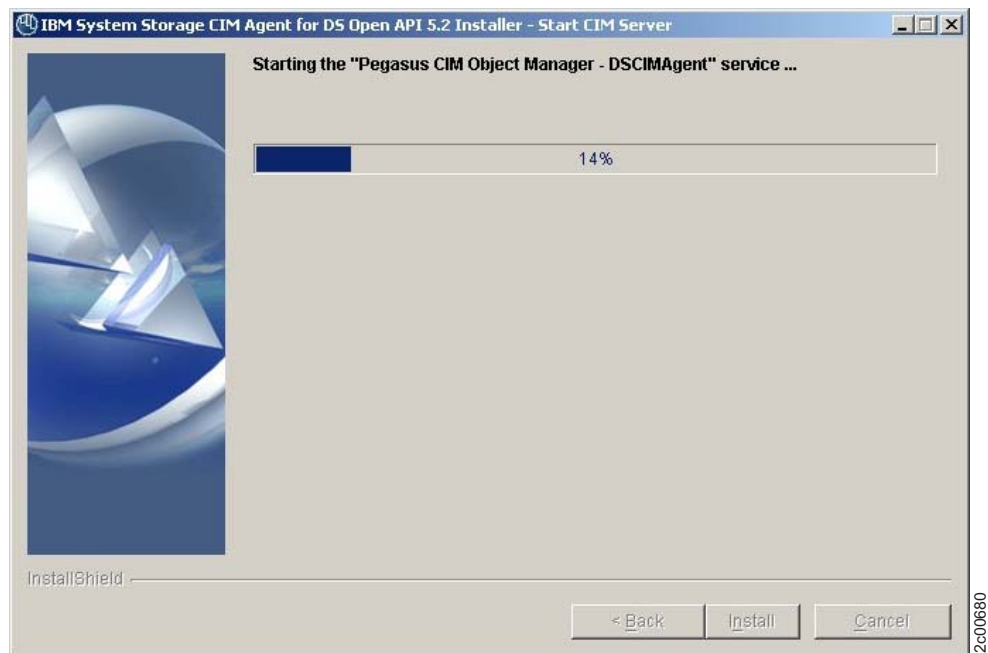 IBM System Storage CIM Agent for DS Open API 5.2 Installer - Start CIM Server
Starting the "Pegasus CIM Object Manager - DSCIMAgent" service ...
14%
InstallShield
< Back
Install
Cancel
2c00680